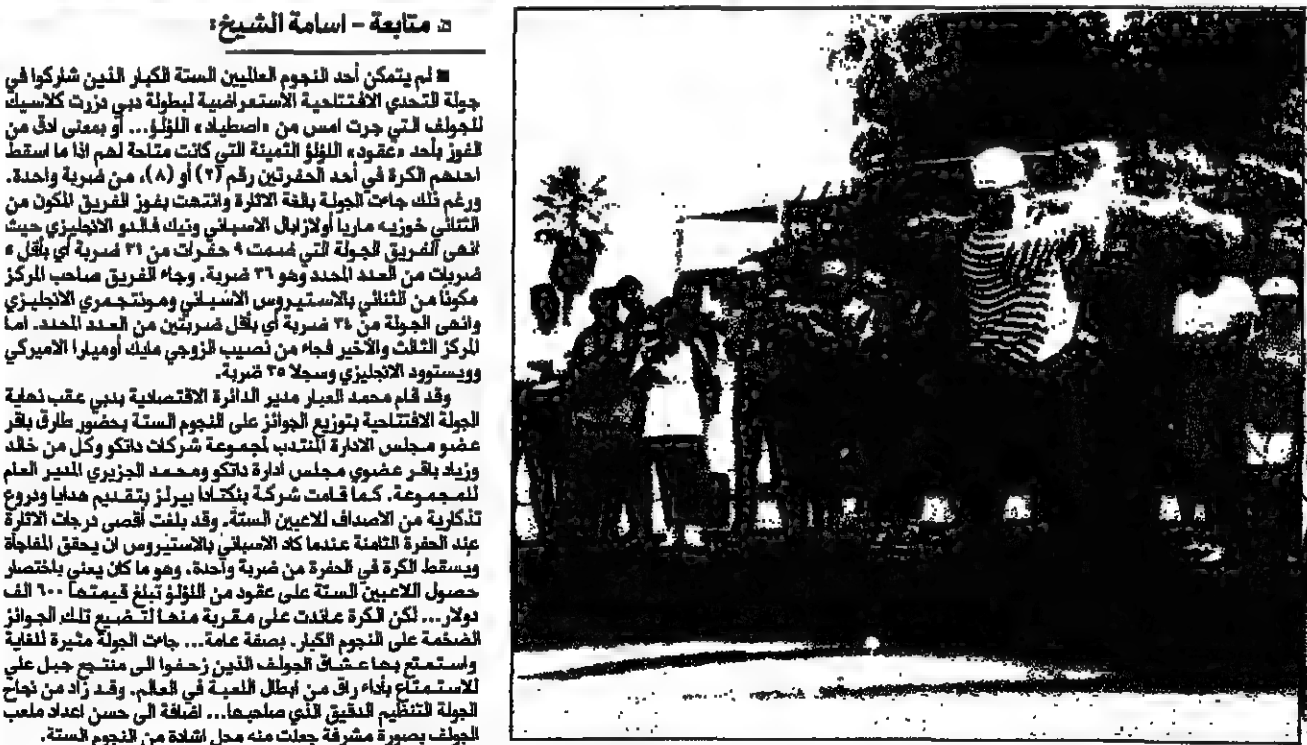 متابعة - اسامة الشيخ:
■ لم يتمكن أحد النجوم العالميين الستة الكبار الذين شاركوا في
جولة التحدي الافتتاحية الأستعراضية لبطولة دبي دزرت كلاسيك
للجولف التي جرت امس من «اصطياد» اللؤلؤ... أو بمعنى ادق من
الفوز بأحد «عقود» اللؤلؤ الثمينة التي كانت متاحة لهم اذا ما اسقط
احدهم الكرة في أحد الحفرتين رقم أو (٨)، من ضربة واحدة.
ورغم ذلك جاءت الجولة بالغة الاثارة وانتهت بفوز الفريق المكون من
الثنائي خوزيه ماريا أولازابال الاسباني ونيك فالدو الانجليزي حيث
انهى الفريق الجولة التي ضمت ٩ حفرات من ٣١ ضربة أي بأقل ٥
ضربات من العدد المحدد وهو ٣٦ ضربة. وجاء الفريق صاحب المركز
مكوناً من الثنائي بالاستيروس الاسباني ومونتجمري الانجليزي
وانهى الجولة من ٣٤ ضربة أي بأقل ضربتين من العدد المحدد. اما
المركز الثالث والأخير فجاء من نصيب الزوجي مليك أوميارا الاميركي
وويستوود الانجليزي وسجلا ٣٥ ضربة.
وقد قام محمد العبار مدير الدائرة الاقتصادية بدبي عقب نهاية
الجولة الافتتاحية بتوزيع الجوائز على النجوم الستة بحضور طارق باقر
عضو مجلس الادارة المنتدب لمجموعة شركات داتكو وكل من خالد
وزياد باقر عضوي مجلس ادارة داتكو ومحمد الجزيري المدير العام
للمجموعة. كما قامت شركة بنكتادا بيرلز بتقديم هدايا ودروع
تذكارية من الاصداف للاعبين الستة. وقد بلغت أقصى درجات الاثارة
عند الحفرة الثامنة عندما كاد الاسباني بالاستيروس ان يحقق المفاجأة
ويسقط الكرة في الحفرة من ضربة واحدة. وهو ما كان يعني باختصار
حصول اللاعبين الستة على عقود من اللؤلؤ تبلغ قيمتها ٦٠٠ الف
دولار... لكن الكرة عاندت على مقربة منها لتضيع تلك الجوائز
الضخمة على النجوم الكبار. بصفة عامة... جاءت الجولة مثيرة للغاية
واستمتع بها عشاق الجولف الذين زحفوا الى منتجع جبل علي
للاستمتاع بأداء راق من أبطال اللعبة في العالم. وقد زاد من نجاح
الجولة التنظيم الدقيق الذي صاحبها... اضافة الى حسن اعداد ملعب
الجولف بصورة مشرفة جعلت منه محل اشادة من النجوم الستة.